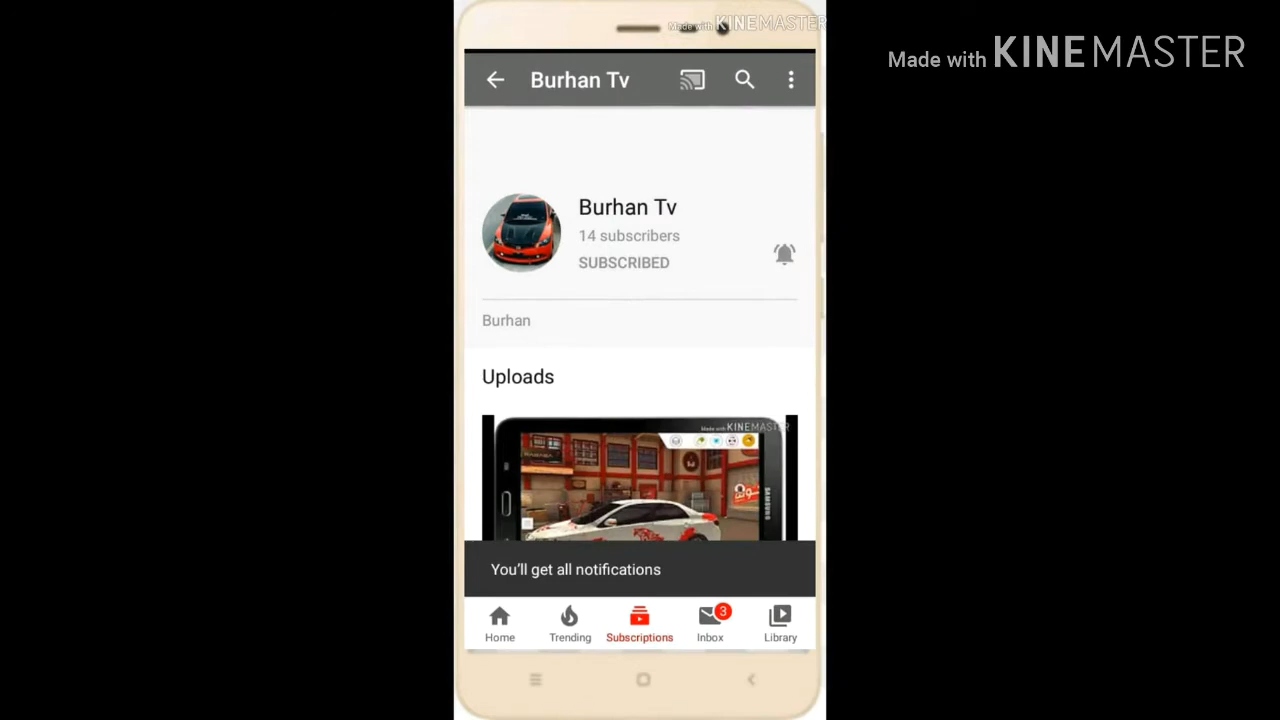 Made with KINEMASTER
Made with KINEMASTER
Burhan Tv
Burhan Tv
14 subscribers
SUBSCRIBED
Burhan
Uploads
Made with KINEMASTER
SAMSUNG
You'll get all notifications
3
Home
Trending
Subscriptions
Inbox
Library